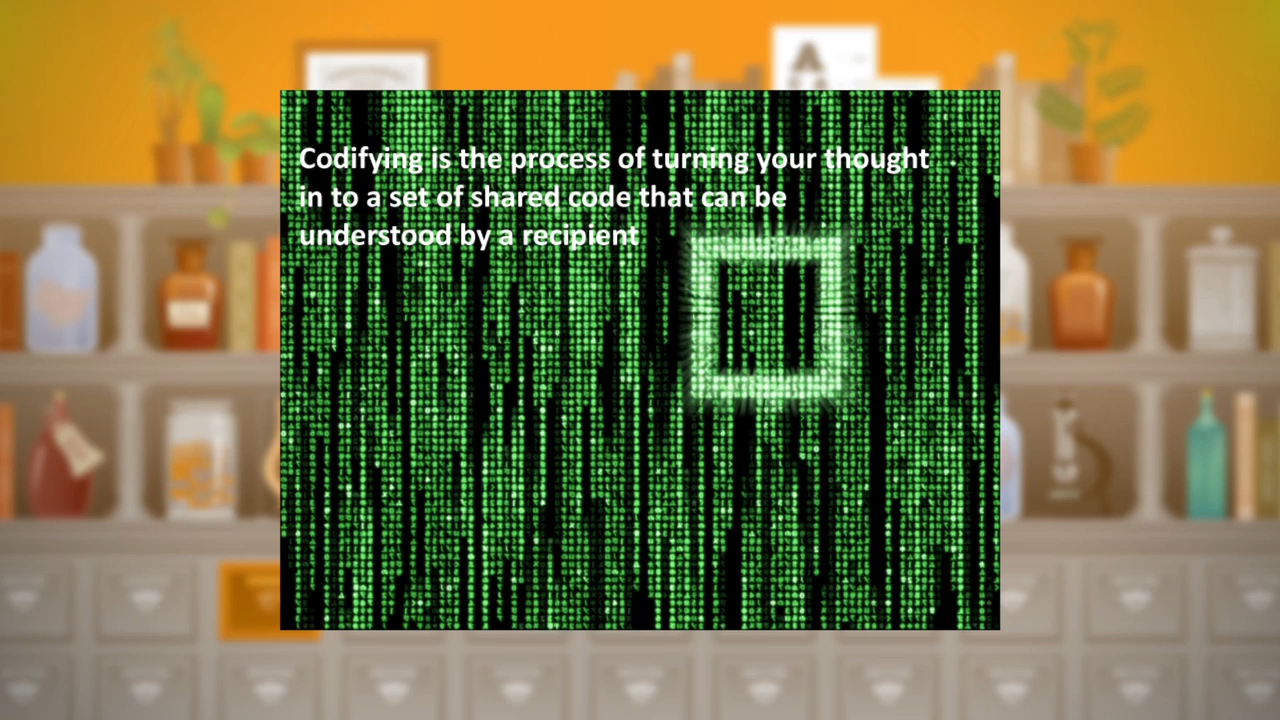 Codifying is the process of turning your thought
in to a set of shared code that can be
understood by a recipient